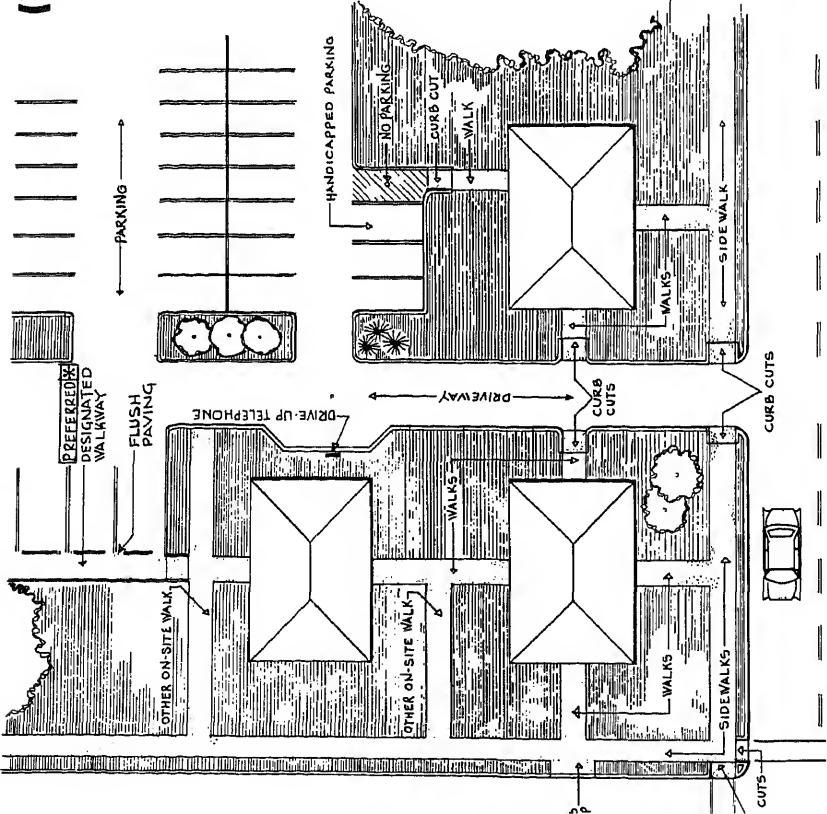 HANDICAPPED PARKING
NO PARKING
CURB CUT
WALK
PARKING
SIDEWALK
WALKS
PREFERRED *
DESIGNATED
WALKWAY
FLUSH
PAVING
DRIVE-UP TELEPHONE
DRIVEWAY
CURB
CUTS
CURB CUTS
WALKS
OTHER ON-SITE WALK
OTHER ON-SITE WALK
WALKS
SIDEWALKS
CUTS